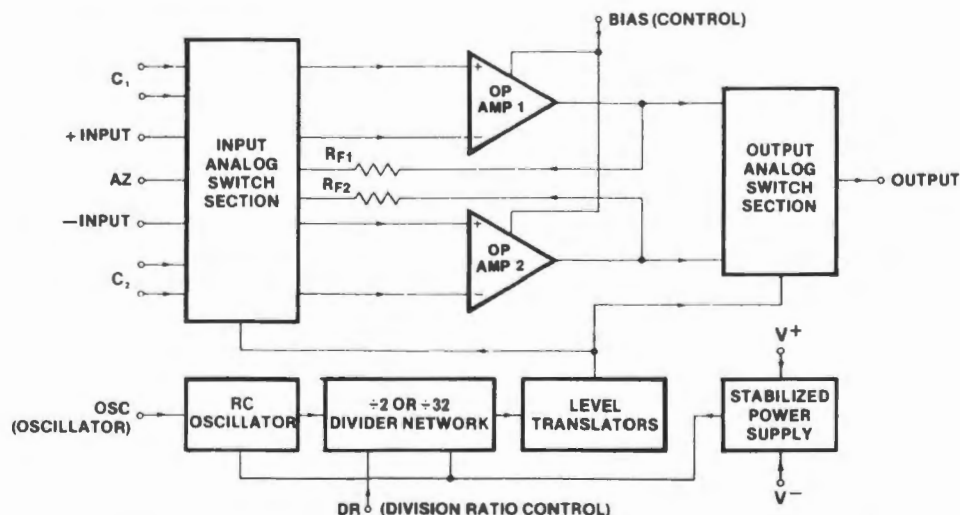 BIAS (CONTROL)
C₁
+ INPUT
AZ
— INPUT
C₂
INPUT
ANALOG
SWITCH
SECTION
+
OP
AMP 1
−
RF1
RF2
+
OP
AMP 2
−
OUTPUT
ANALOG
SWITCH
SECTION
OUTPUT
OSC
(OSCILLATOR)
RC
OSCILLATOR
÷2 OR ÷32
DIVIDER NETWORK
LEVEL
TRANSLATORS
V+
STABILIZED
POWER
SUPPLY
V−
DR (DIVISION RATIO CONTROL)